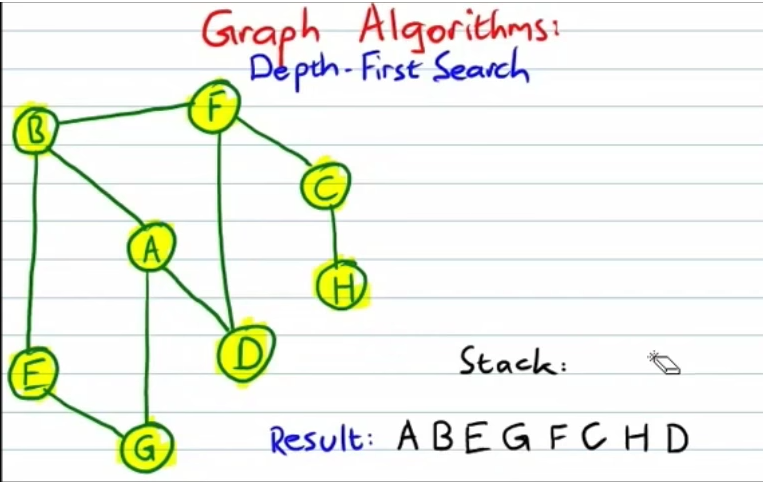 Graph Algorithms:
Depth-First Search
F
B
C
A
H
D
E
G
Stack:
Result: A B E G F C H D